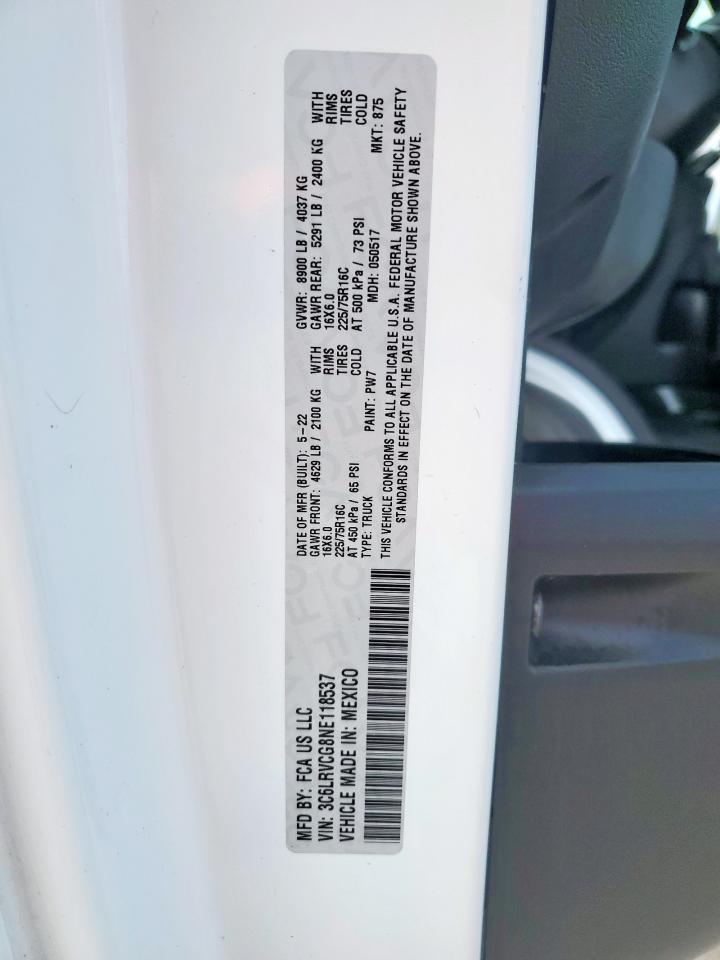 MFD BY: FCA US LLC
VIN: 3C6LRVCG8NE118537
VEHICLE MADE IN: MEXICO
DATE OF MFR (BUILT): 5-22 GVWR: 8900 LB / 4037 KG
GAWR FRONT: 4629 LB / 2100 KG WITH GAWR REAR: 5291 LB / 2400 KG WITH
16X6.0 RIMS 16X6.0 RIMS
225/75R16C TIRES 225/75R16C TIRES
AT 450 kPa / 65 PSI COLD AT 500 kPa / 73 PSI COLD
TYPE: TRUCK PAINT: PW7 MDH: 050517 MKT: 875
THIS VEHICLE CONFORMS TO ALL APPLICABLE U.S.A. FEDERAL MOTOR VEHICLE SAFETY
STANDARDS IN EFFECT ON THE DATE OF MANUFACTURE SHOWN ABOVE.